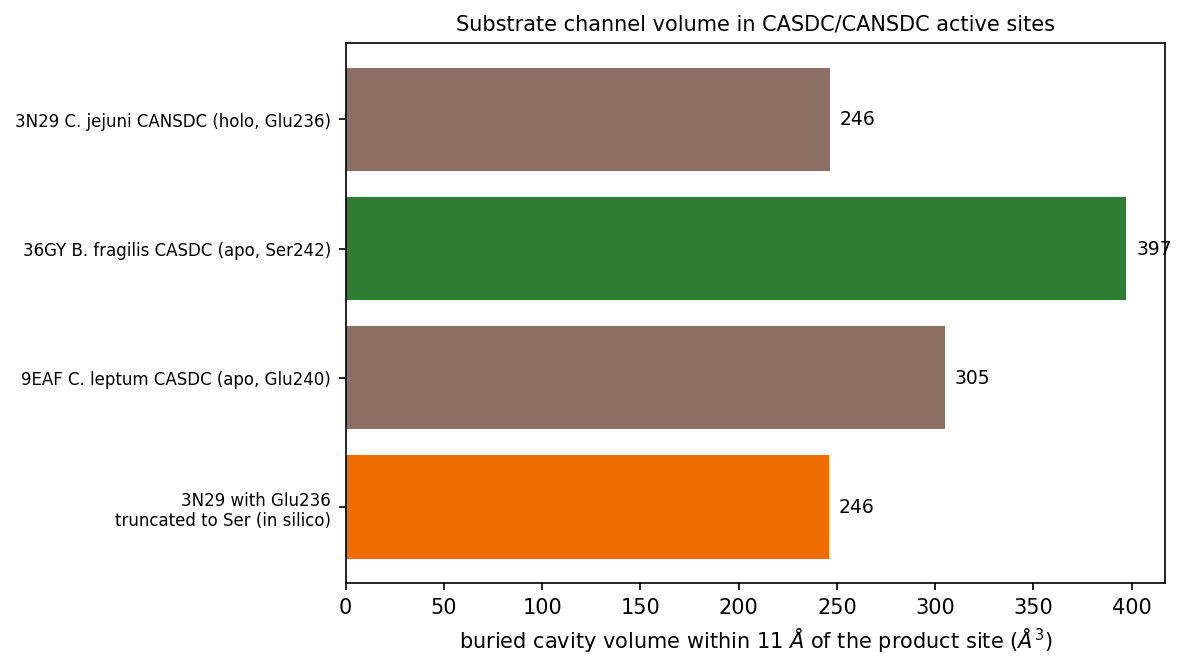 Substrate channel volume in CASDC/CANSDC active sites
3N29 C. jejuni CANSDC (holo, Glu236)
246
36GY B. fragilis CASDC (apo, Ser242)
397
9EAF C. leptum CASDC (apo, Glu240)
305
3N29 with Glu236
truncated to Ser (in silico)
246
0 50 100 150 200 250 300 350 400
buried cavity volume within 11 Å of the product site (Å³)